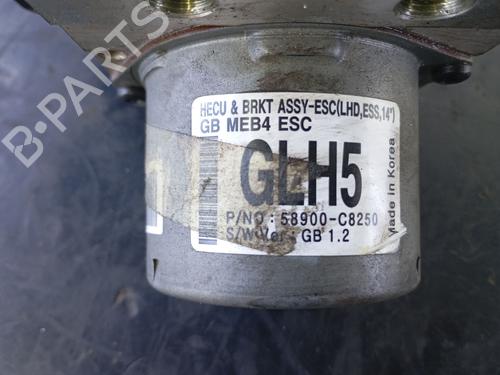 HECU & BRKT ASSY-ESC(LHD,ESS,14")
GB MEB4 ESC
GLH5
P/NO : 58900-C8250
S/W Ver : GB 1.2
Made in Korea
B-PARTS